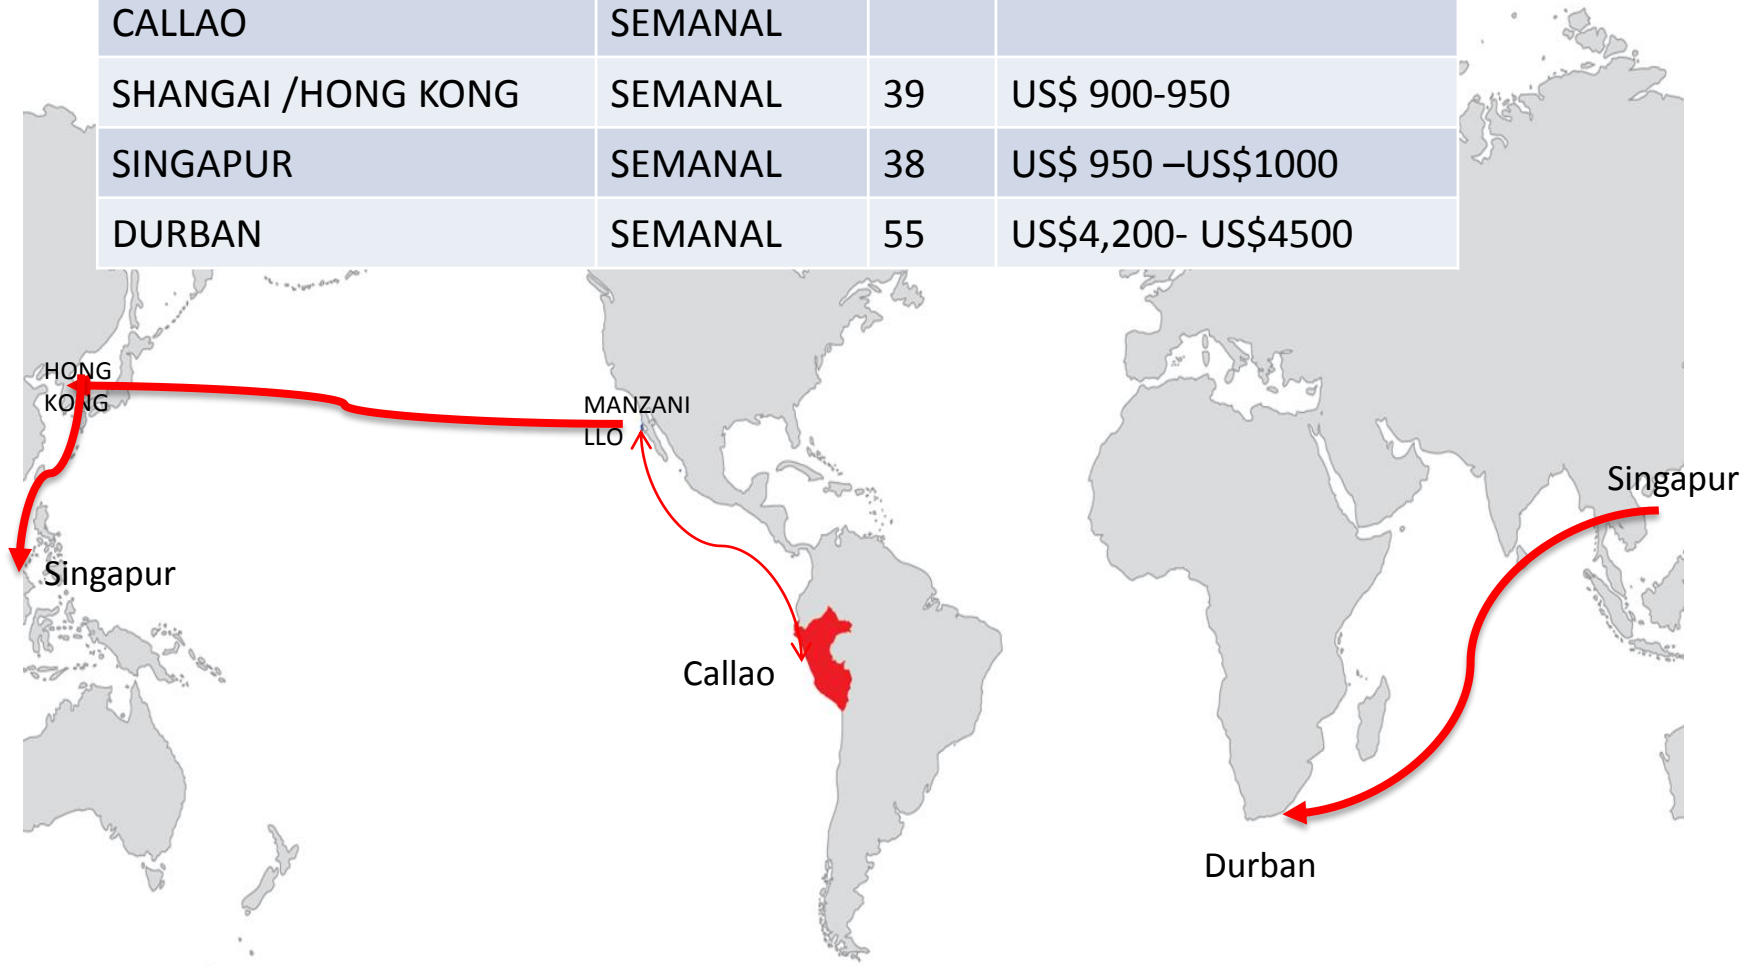 CALLAO SEMANAL
SHANGAI /HONG KONG SEMANAL 39 US$ 900-950
SINGAPUR SEMANAL 38 US$ 950 –US$1000
DURBAN SEMANAL 55 US$4,200- US$4500
HONG
KONG
MANZANI
LLO
Singapur
Singapur
Callao
Durban